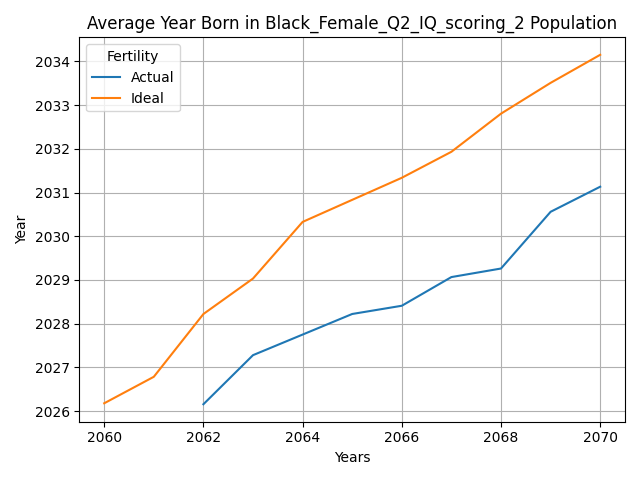 Average Year Born in Black_Female_Q2_IQ_scoring_2 Population
Fertility
Actual
Ideal
2034
2033
2032
2031
2030
2029
2028
2027
2026
Year
2060 2062 2064 2066 2068 2070
Years